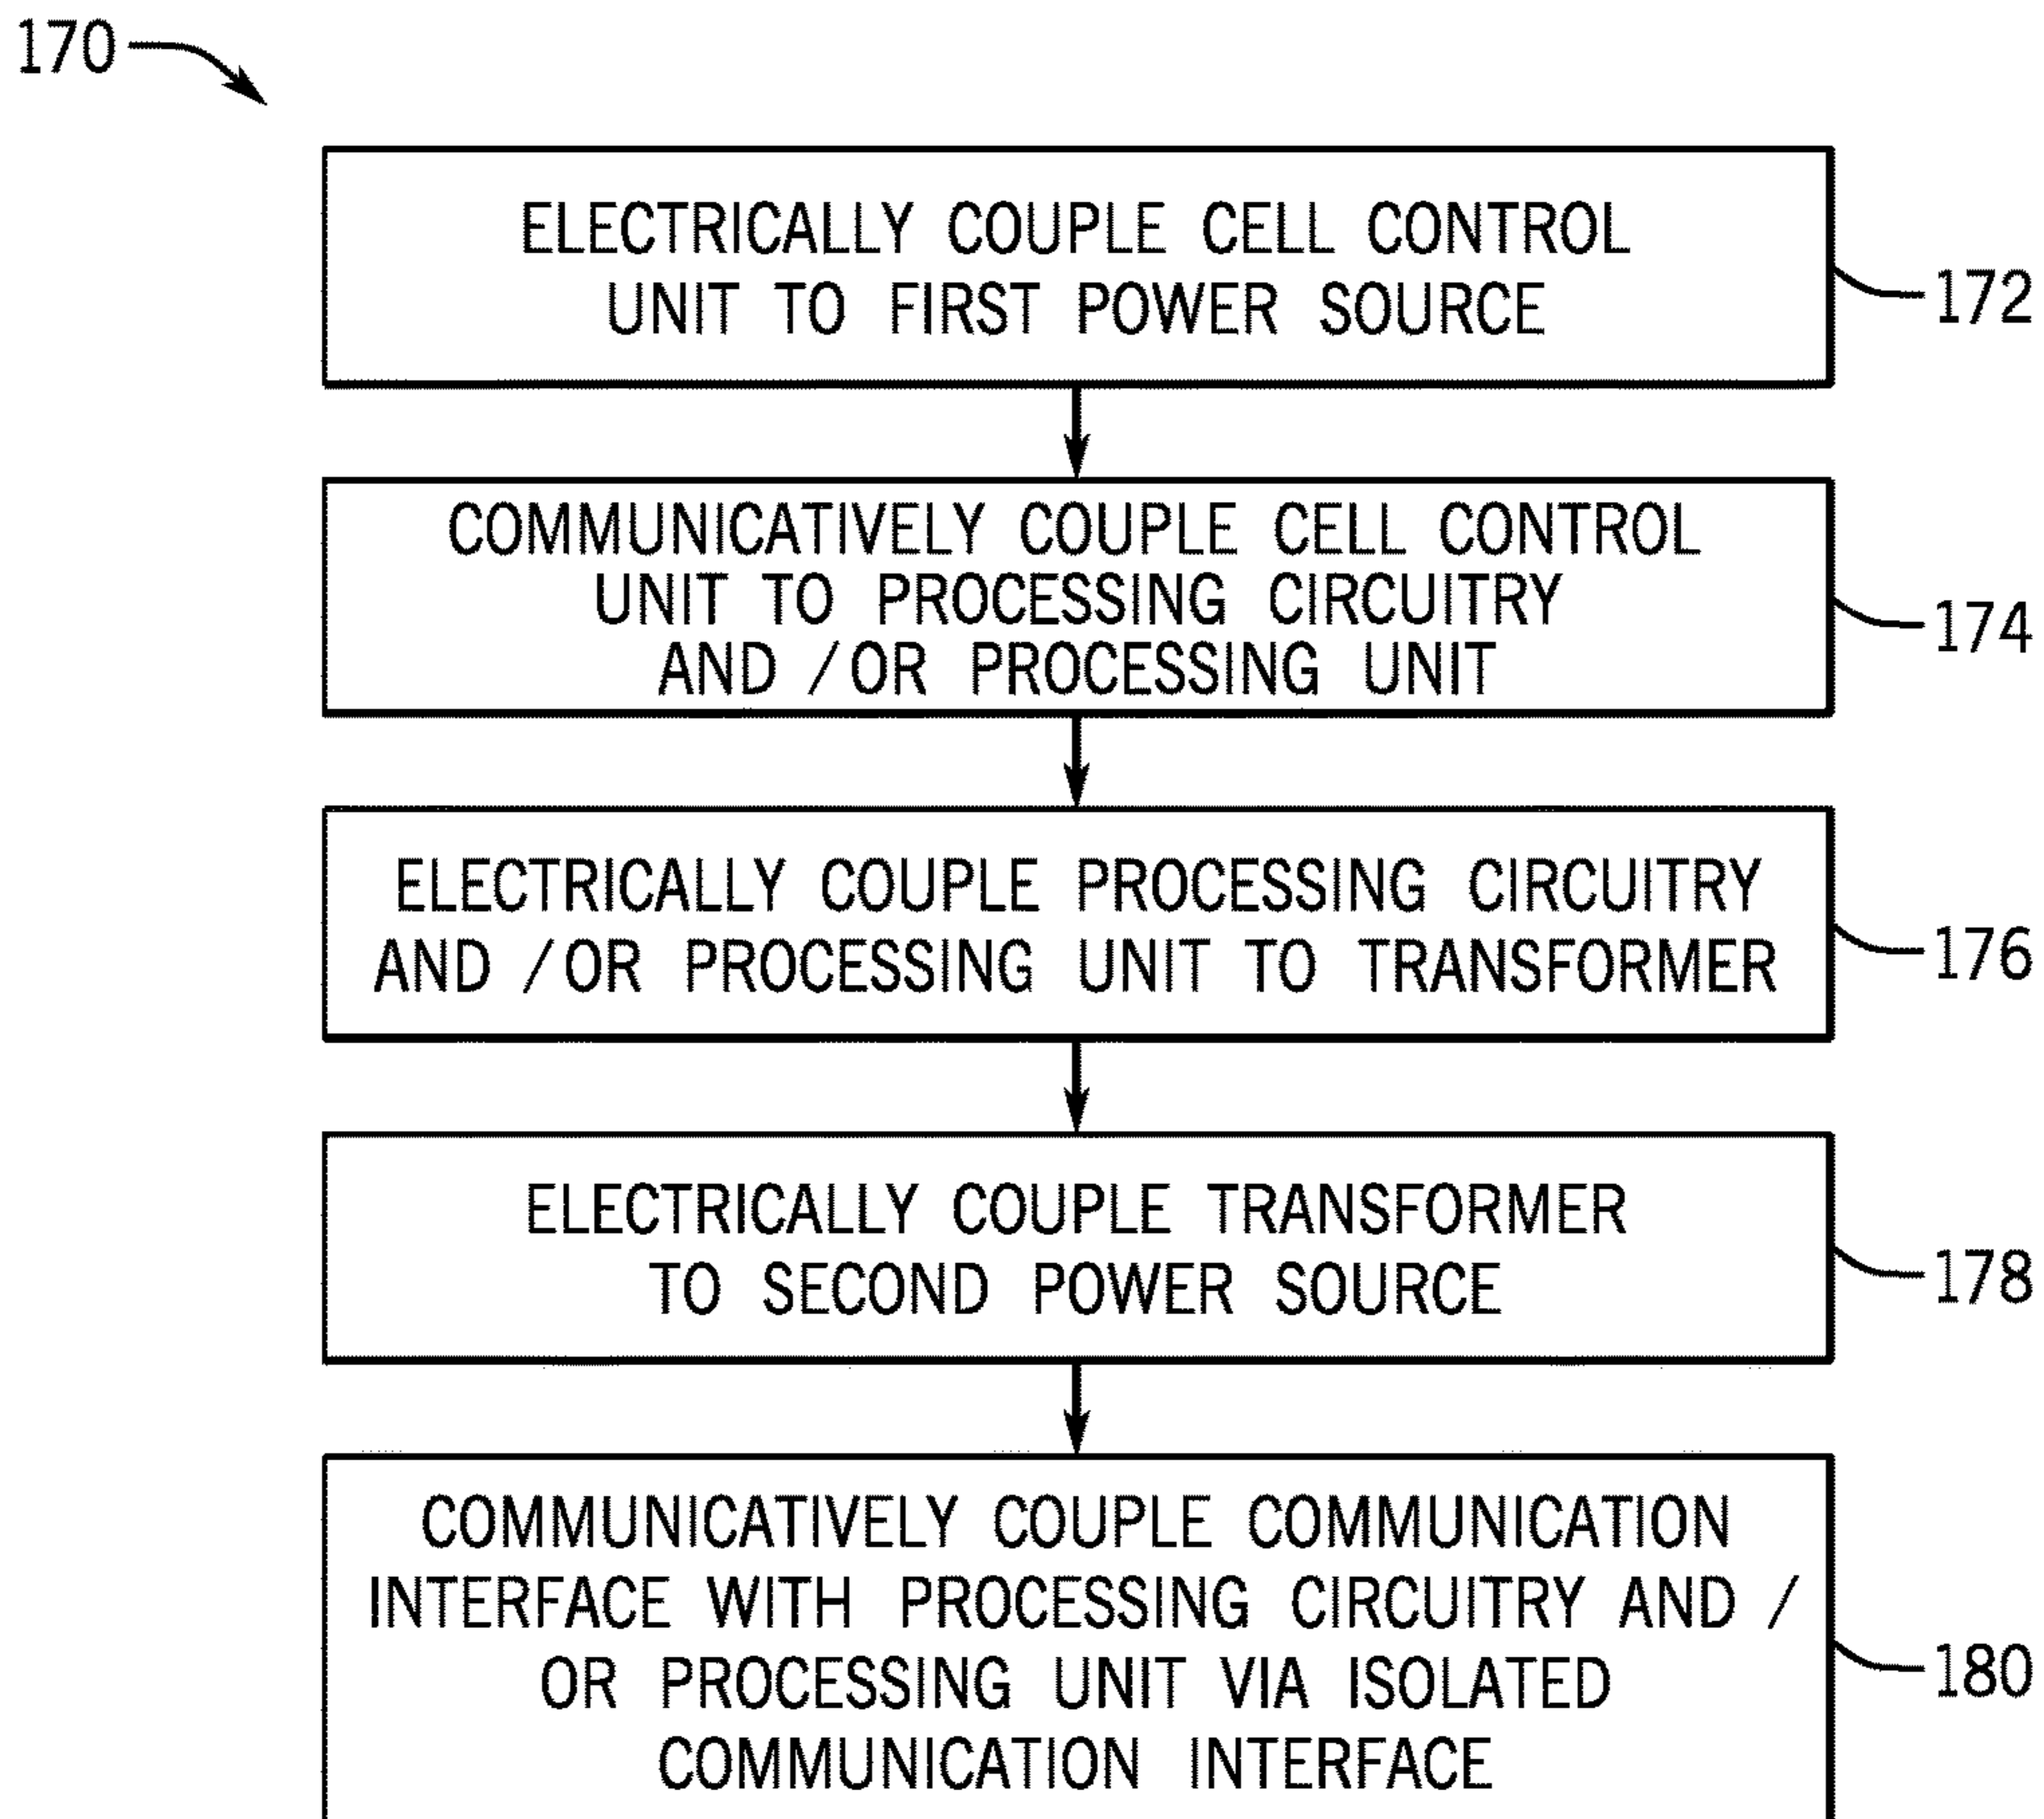 170
ELECTRICALLY COUPLE CELL CONTROL
UNIT TO FIRST POWER SOURCE
172
COMMUNICATIVELY COUPLE CELL CONTROL
UNIT TO PROCESSING CIRCUITRY
AND /OR PROCESSING UNIT
174
ELECTRICALLY COUPLE PROCESSING CIRCUITRY
AND /OR PROCESSING UNIT TO TRANSFORMER
176
ELECTRICALLY COUPLE TRANSFORMER
TO SECOND POWER SOURCE
178
COMMUNICATIVELY COUPLE COMMUNICATION
INTERFACE WITH PROCESSING CIRCUITRY AND /
OR PROCESSING UNIT VIA ISOLATED
COMMUNICATION INTERFACE
180